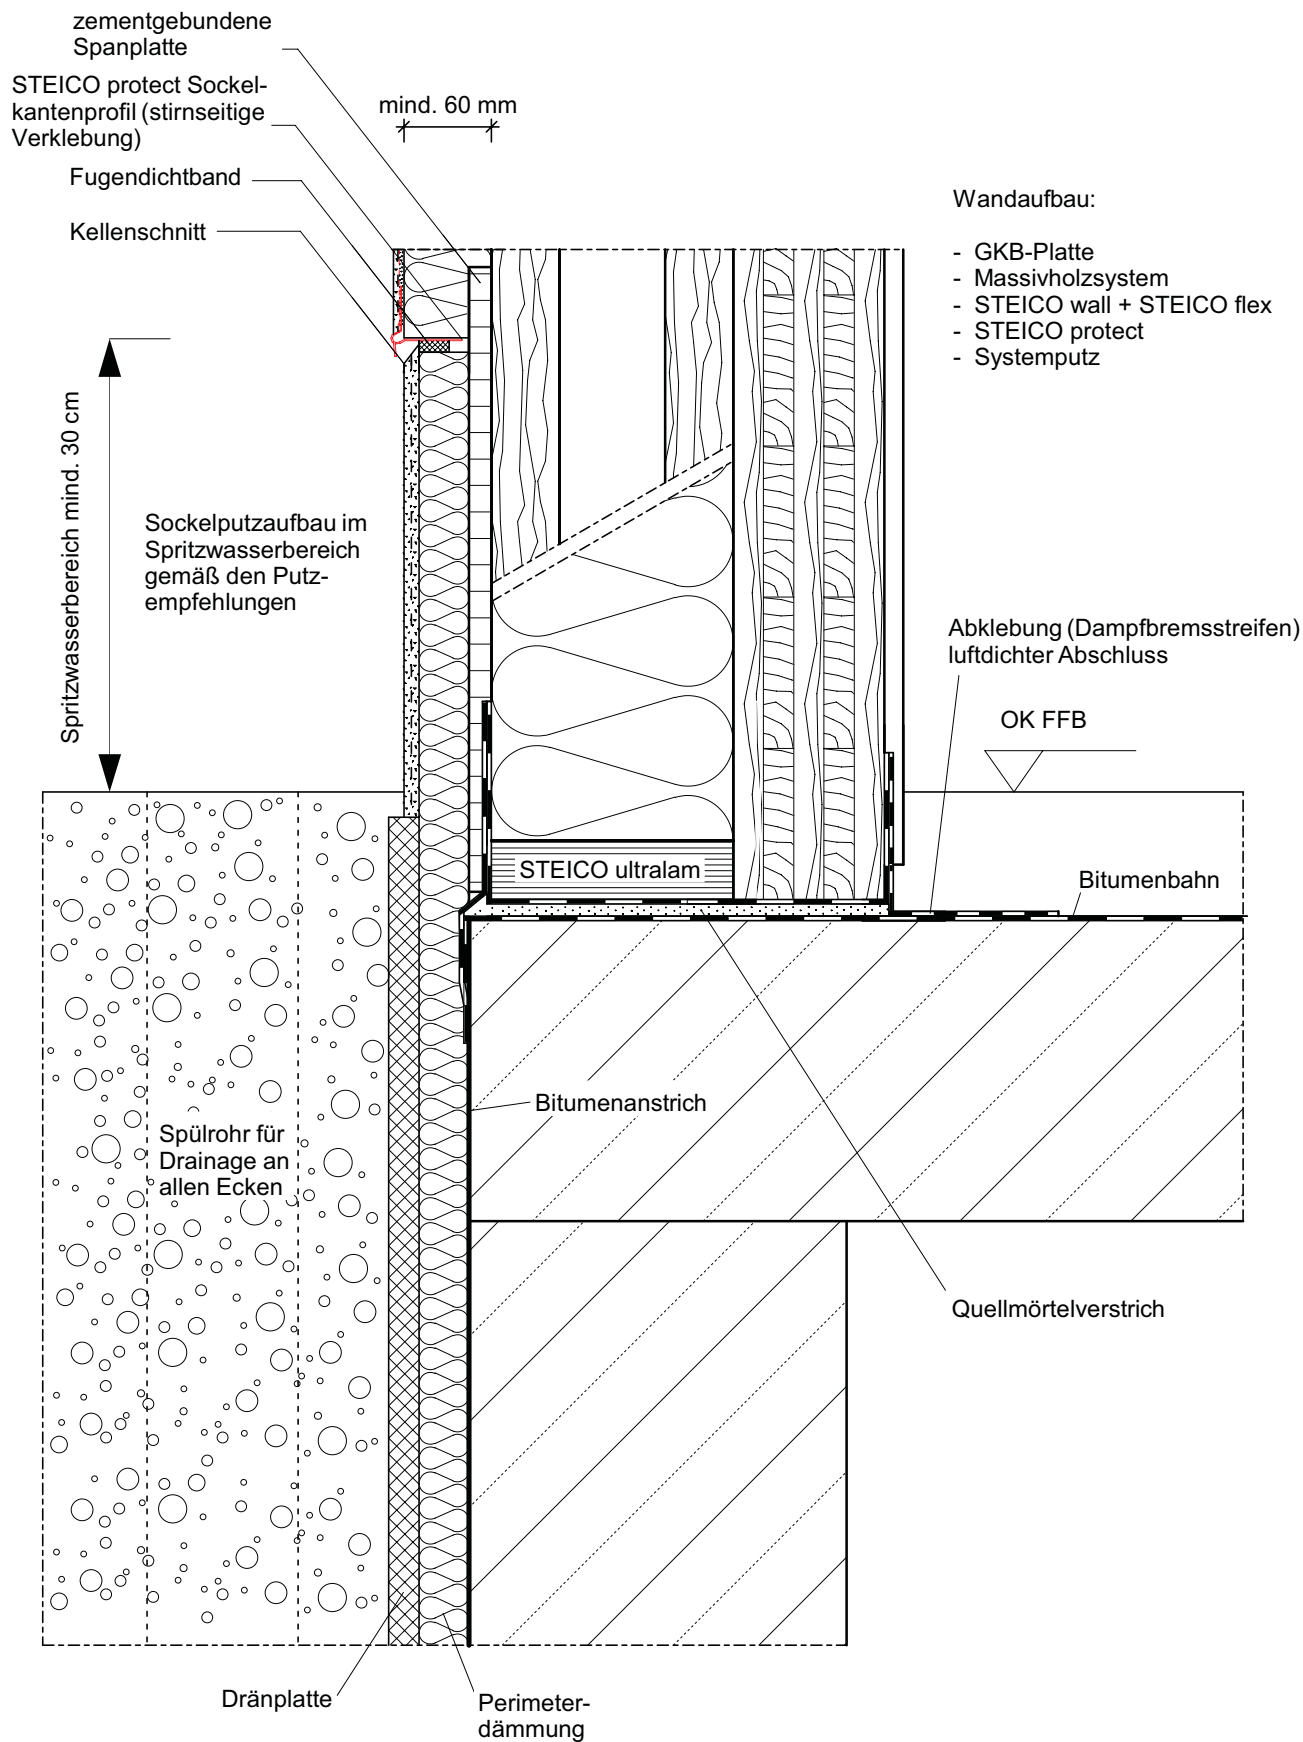 zementgebundene
Spanplatte
STEICO protect Sockel-
kantenprofil (stirnseitige
Verklebung)
Fugendichtband
Kellenschnitt
mind. 60 mm
Wandaufbau:
- GKB-Platte
- Massivholzsystem
- STEICO wall + STEICO flex
- STEICO protect
- Systemputz
Spritzwasserbereich mind. 30 cm
Sockelputzaufbau im
Spritzwasserbereich
gemäß den Putz-
empfehlungen
Abklebung (Dampfbremsstreifen)
luftdichter Abschluss
OK FFB
STEICO ultralam
Bitumenbahn
Bitumenanstrich
Spülrohr für
Drainage an
allen Ecken
Quellmörtelverstrich
Dränplatte
Perimeter-
dämmung